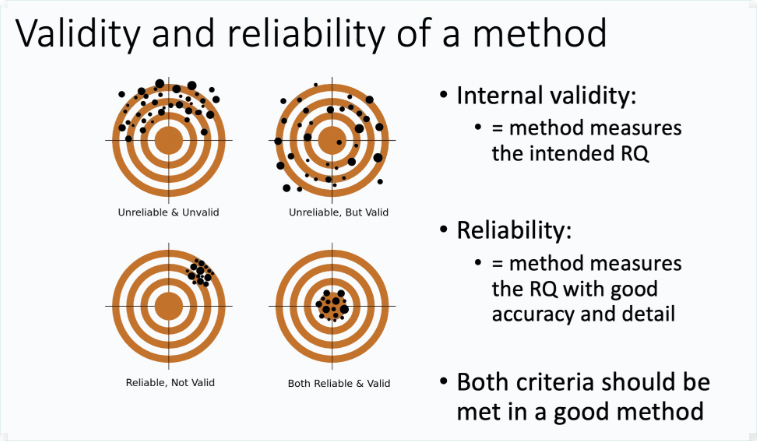 Validity and reliability of a method
Unreliable & Unvalid
Unreliable, But Valid
Reliable, Not Valid
Both Reliable & Valid
• Internal validity:
• = method measures
the intended RQ
• Reliability:
• = method measures
the RQ with good
accuracy and detail
• Both criteria should be
met in a good method